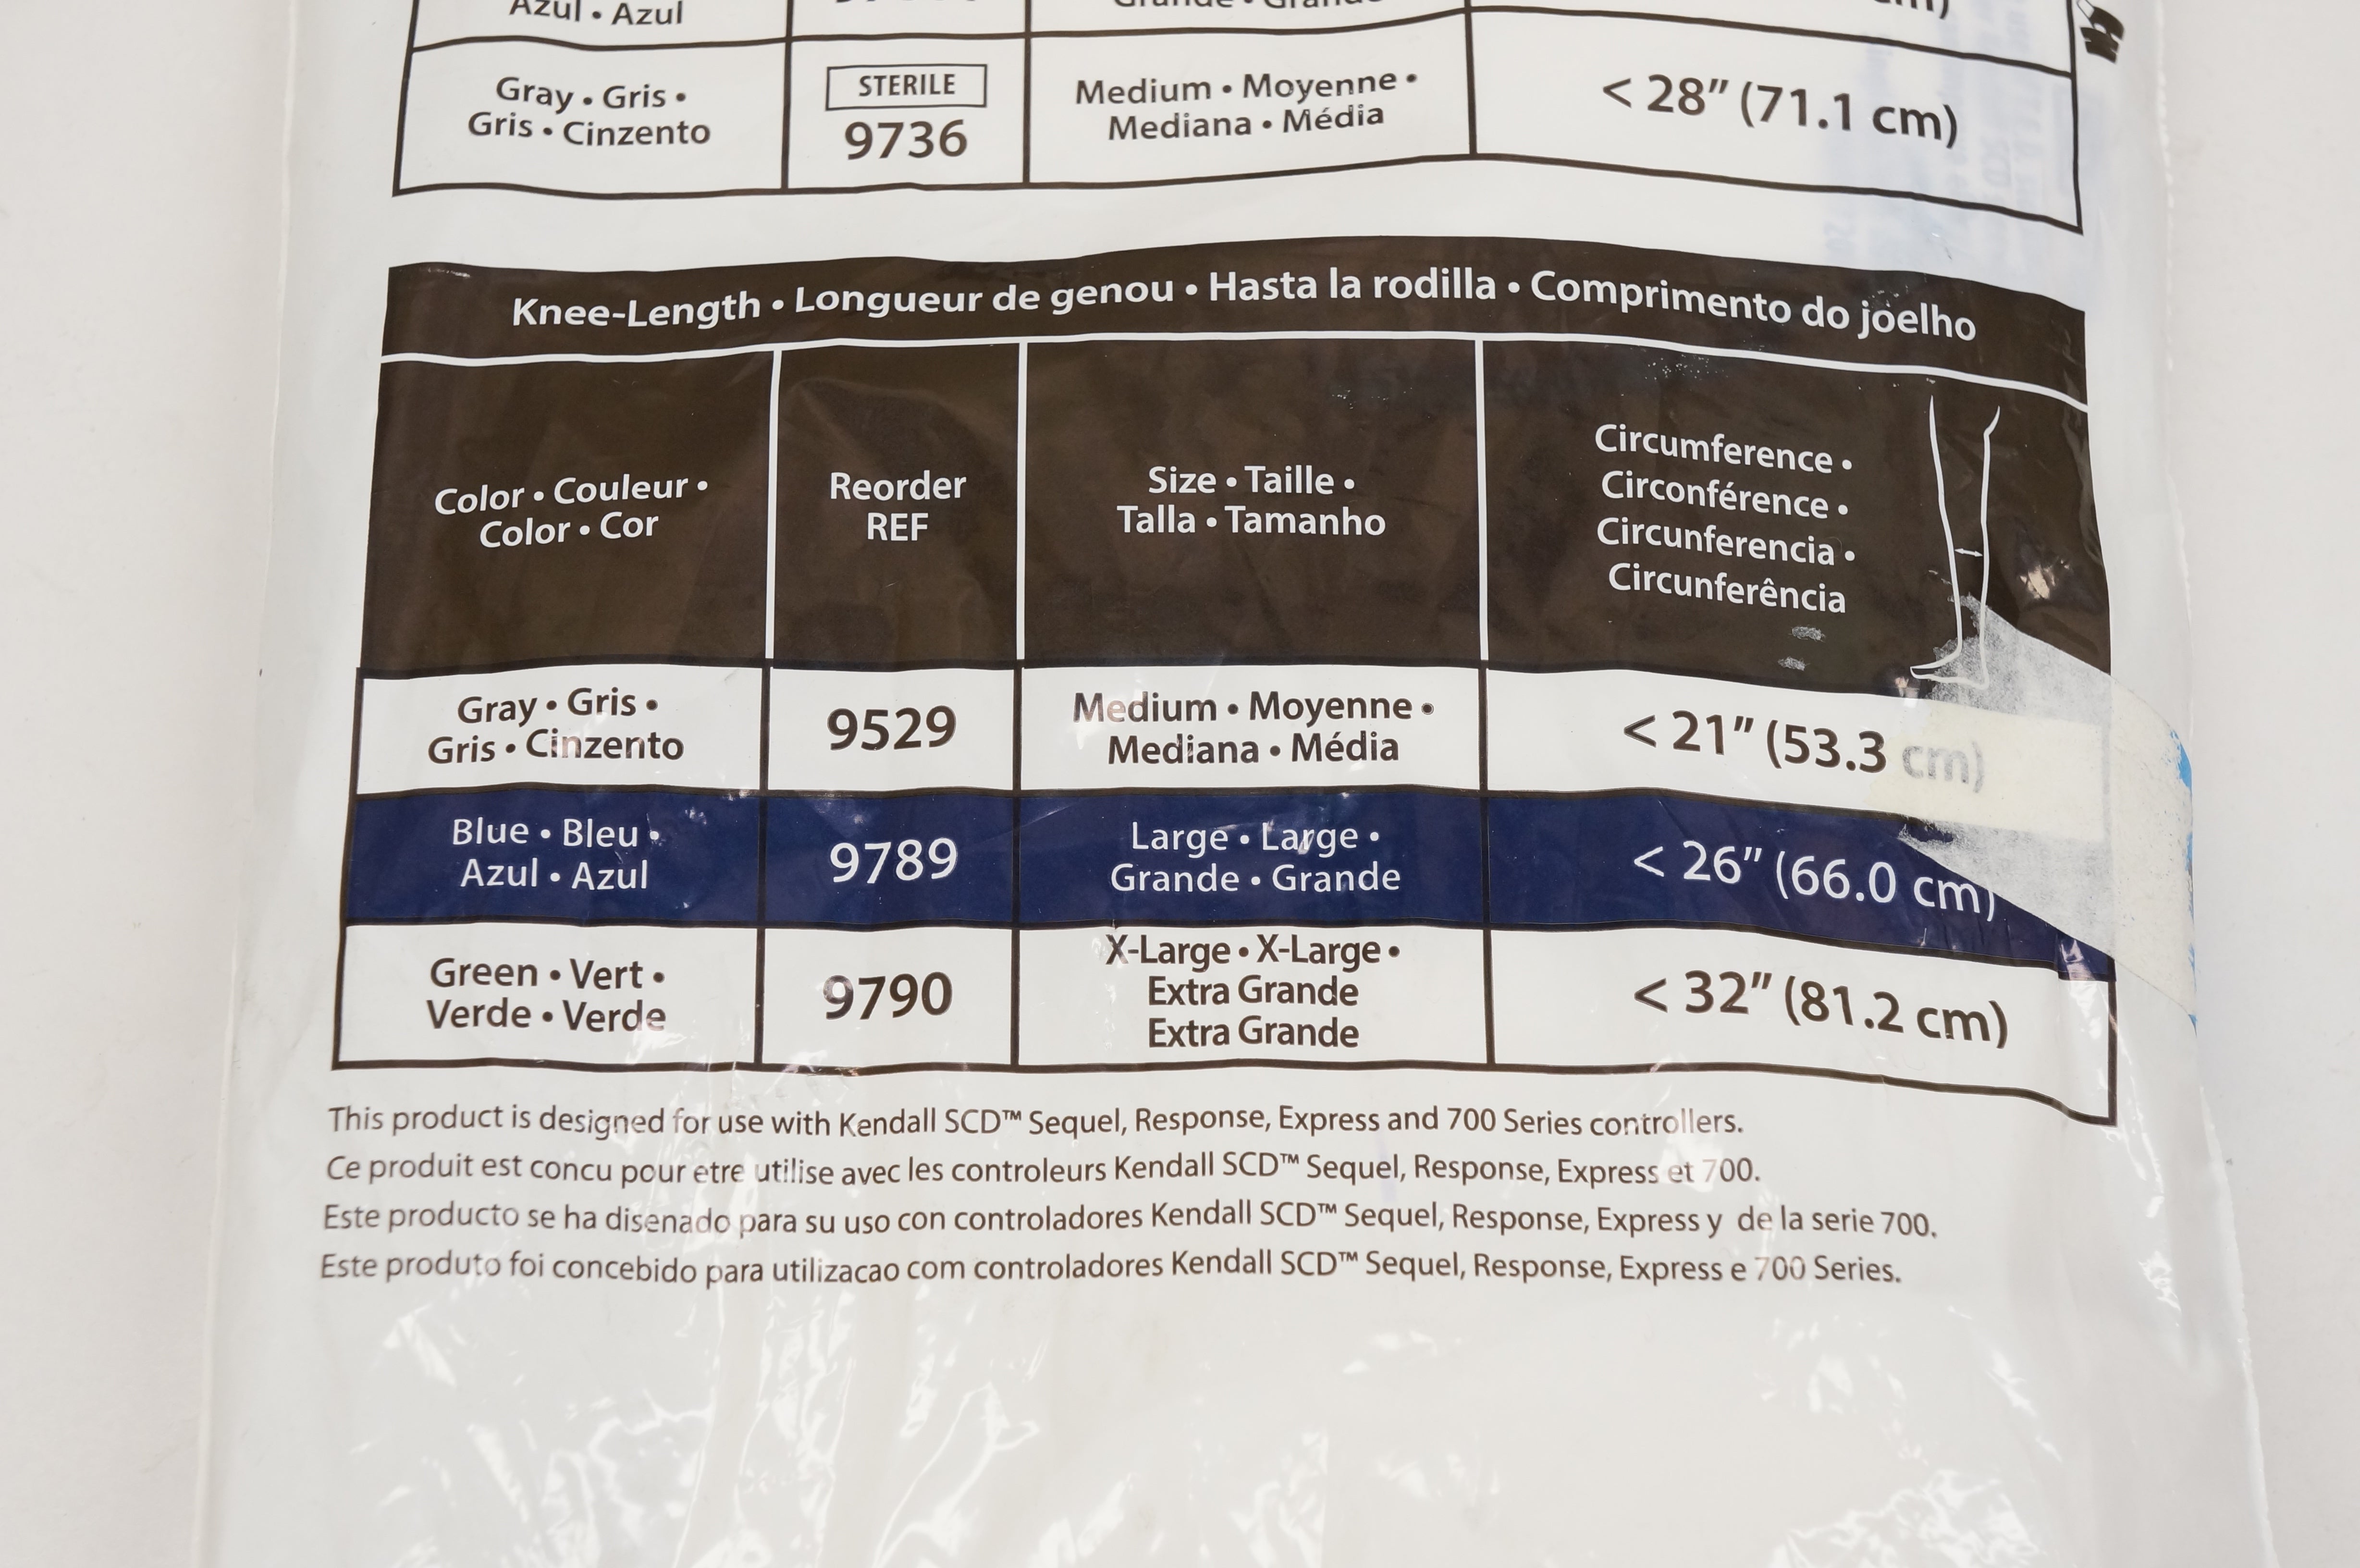 Azul • Azul
Gray • Gris •
Gris • Cinzento
STERILE
9736
Medium • Moyenne •
Mediana • Média
< 28” (71.1 cm)
Knee-Length • Longueur de genou • Hasta la rodilla • Comprimento do joelho
Color • Couleur •
Color • Cor
Reorder
REF
Size • Taille •
Talla • Tamanho
Circumference •
Circonférence •
Circunferencia •
Circunferência
Gray • Gris •
Gris • Cinzento
9529
Medium • Moyenne •
Mediana • Média
< 21” (53.3 cm)
Blue • Bleu •
Azul • Azul
9789
Large • Large •
Grande • Grande
< 26” (66.0 cm)
Green • Vert •
Verde • Verde
9790
X-Large • X-Large •
Extra Grande
Extra Grande
< 32” (81.2 cm)
This product is designed for use with Kendall SCD™ Sequel, Response, Express and 700 Series controllers.
Ce produit est concu pour etre utilise avec les controleurs Kendall SCD™ Sequel, Response, Express et 700.
Este producto se ha disenado para su uso con controladores Kendall SCD™ Sequel, Response, Express y de la serie 700.
Este produto foi concebido para utilizacao com controladores Kendall SCD™ Sequel, Response, Express e 700 Series.